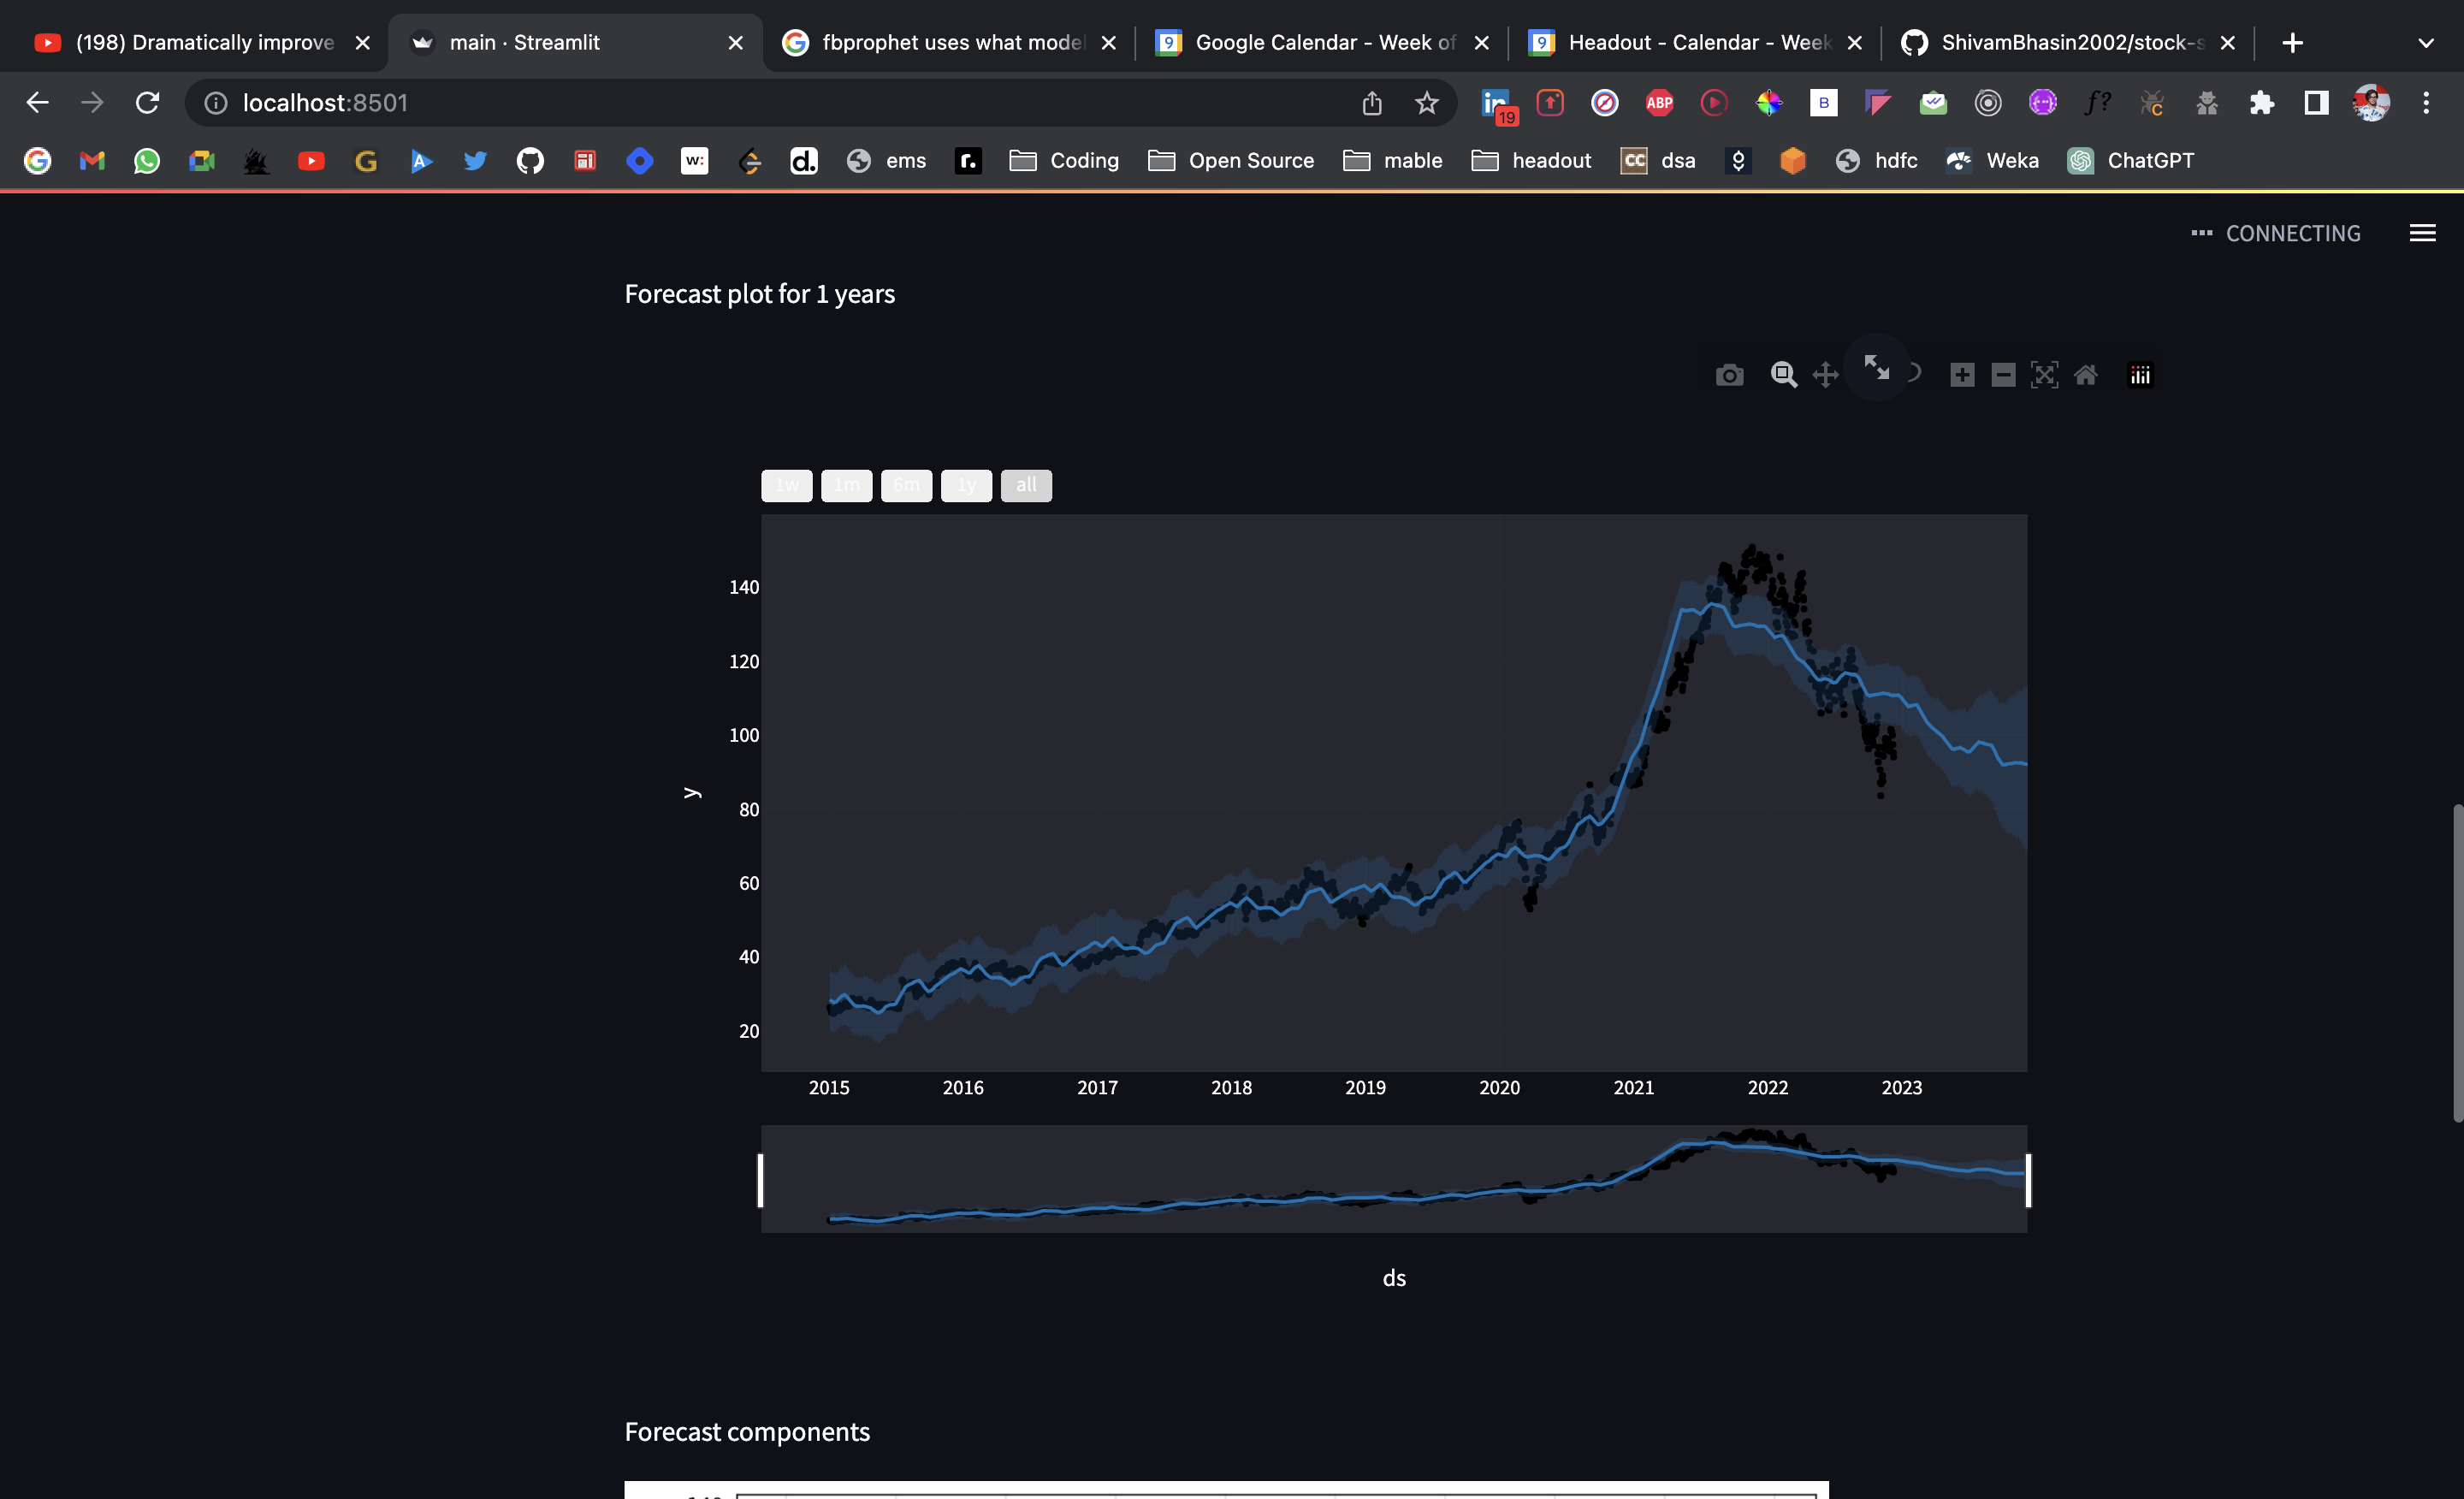 (198) Dramatically improve
main · Streamlit
fbprophet uses what model
Google Calendar - Week of
Headout - Calendar - Week
ShivamBhasin2002/stock-s
localhost:8501
19
ABP
B
f?
C
w:
d.
ems
r.
Coding
Open Source
mable
headout
CC
dsa
hdfc
Weka
ChatGPT
CONNECTING
Forecast plot for 1 years
1w 1m 6m 1y all
140
120
100
80
60
40
20
y
2015 2016 2017 2018 2019 2020 2021 2022 2023
ds
Forecast components